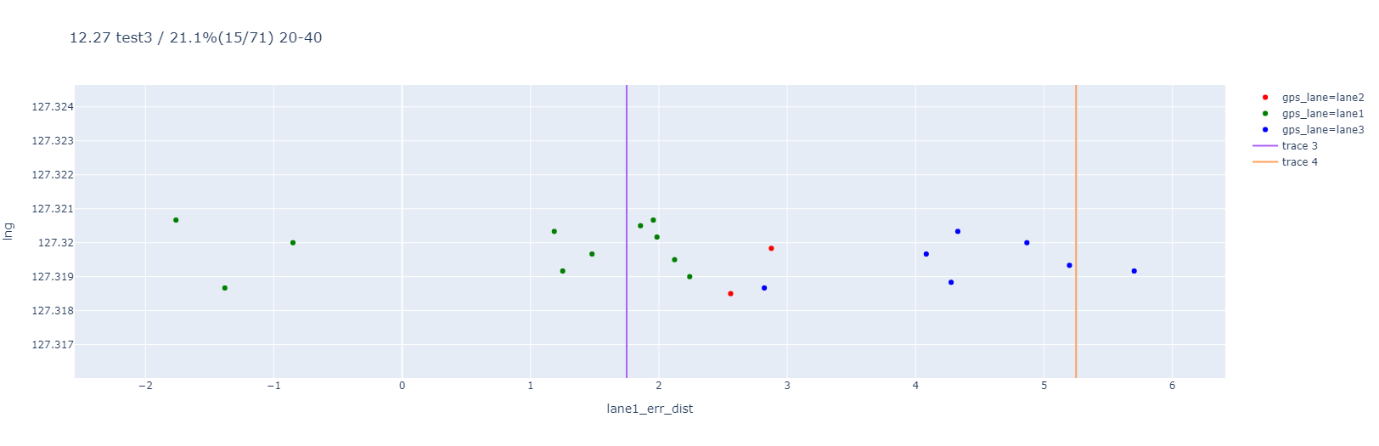 12.27 test3 / 21.1%(15/71) 20-40
gps_lane=lane2
gps_lane=lane1
gps_lane=lane3
trace 3
trace 4
127.324
127.323
127.322
127.321
127.32
127.319
127.318
127.317
lng
−2
−1
0
1
2
3
4
5
6
lane1_err_dist